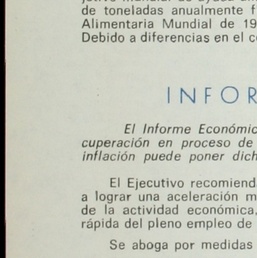 de toneladas anualmente f
Alimentaria Mundial de 19
Debido a diferencias en el c
INFOR
El Informe Económic
cuperación en proceso de
inflación puede poner dich
El Ejecutivo recomiend
a lograr una aceleración m
de la actividad económica,
rápida del pleno empleo de
Se aboga por medidas